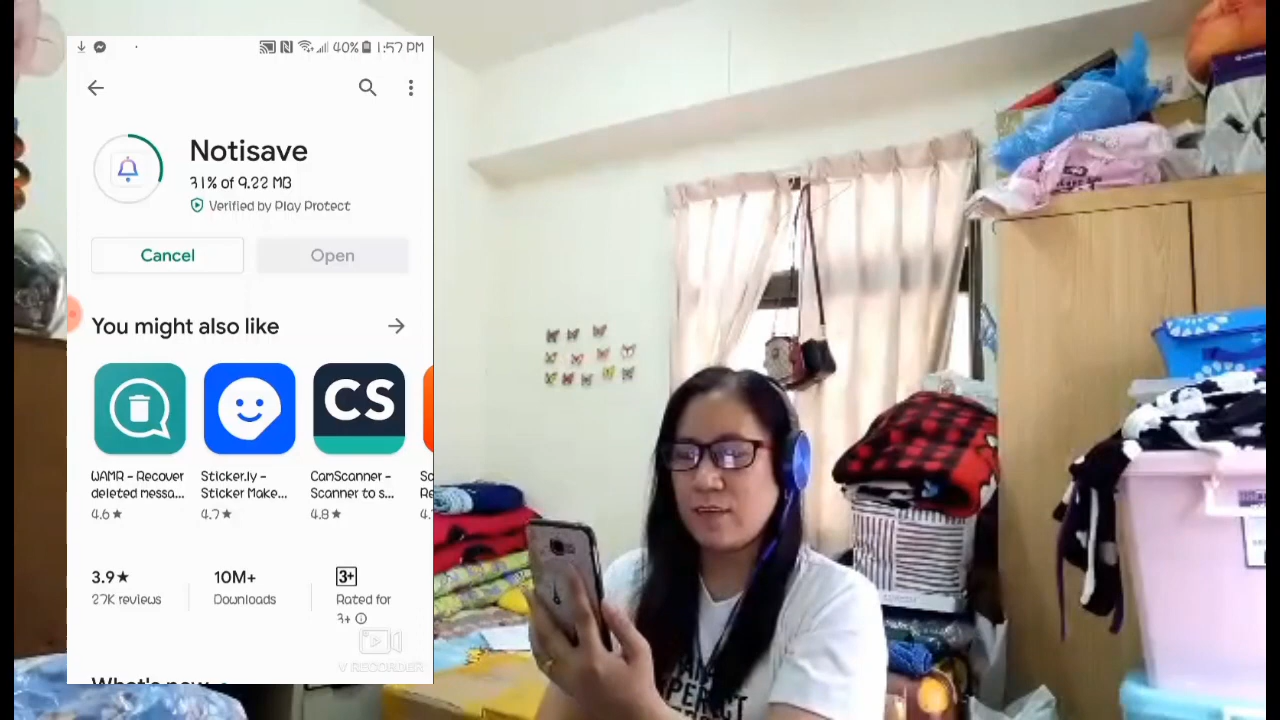 40% 1:57 PM
Notisave
31% of 9.22 MB
Verified by Play Protect
Cancel
Open
You might also like
CS
WAMR - Recover deleted messa...
Sticker.ly - Sticker Make...
CamScanner - Scanner to s...
4.6★
4.7★
4.8★
3.9★
27K reviews
10M+
Downloads
3+
Rated for
3+
V RECORDER